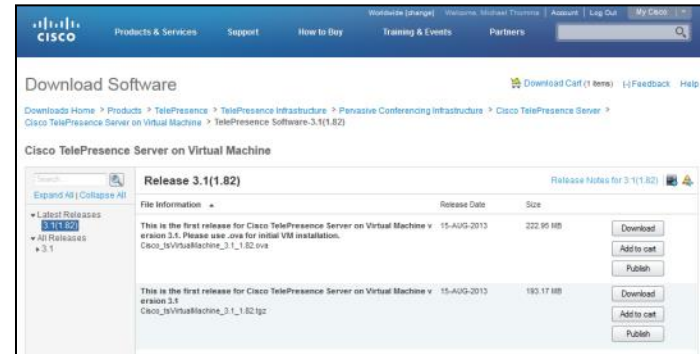 Worldwide [change] Welcome, Michael Thomma Account Log Out My Cisco
CISCO
Products & Services Support How to Buy Training & Events Partners
Download Software
Download Cart (1 items) [-] Feedback Help
Downloads Home > Products > TelePresence > TelePresence Infrastructure > Pervasive Conferencing Infrastructure > Cisco TelePresence Server >
Cisco TelePresence Server on Virtual Machine > TelePresence Software-3.1(1.82)
Cisco TelePresence Server on Virtual Machine
Search...
Expand All | Collapse All
Latest Releases
3.1(1.82)
All Releases
3.1
Release 3.1(1.82)
Release Notes for 3.1(1.82)
File Information Release Date Size
This is the first release for Cisco TelePresence Server on Virtual Machine v 15-AUG-2013 222.95 MB
ersion 3.1. Please use .ova for initial VM installation.
Cisco_tsVirtualMachine_3.1_1.82.ova
Download
Add to cart
Publish
This is the first release for Cisco TelePresence Server on Virtual Machine v 15-AUG-2013 193.17 MB
ersion 3.1
Cisco_tsVirtualMachine_3.1_1.82.tgz
Download
Add to cart
Publish